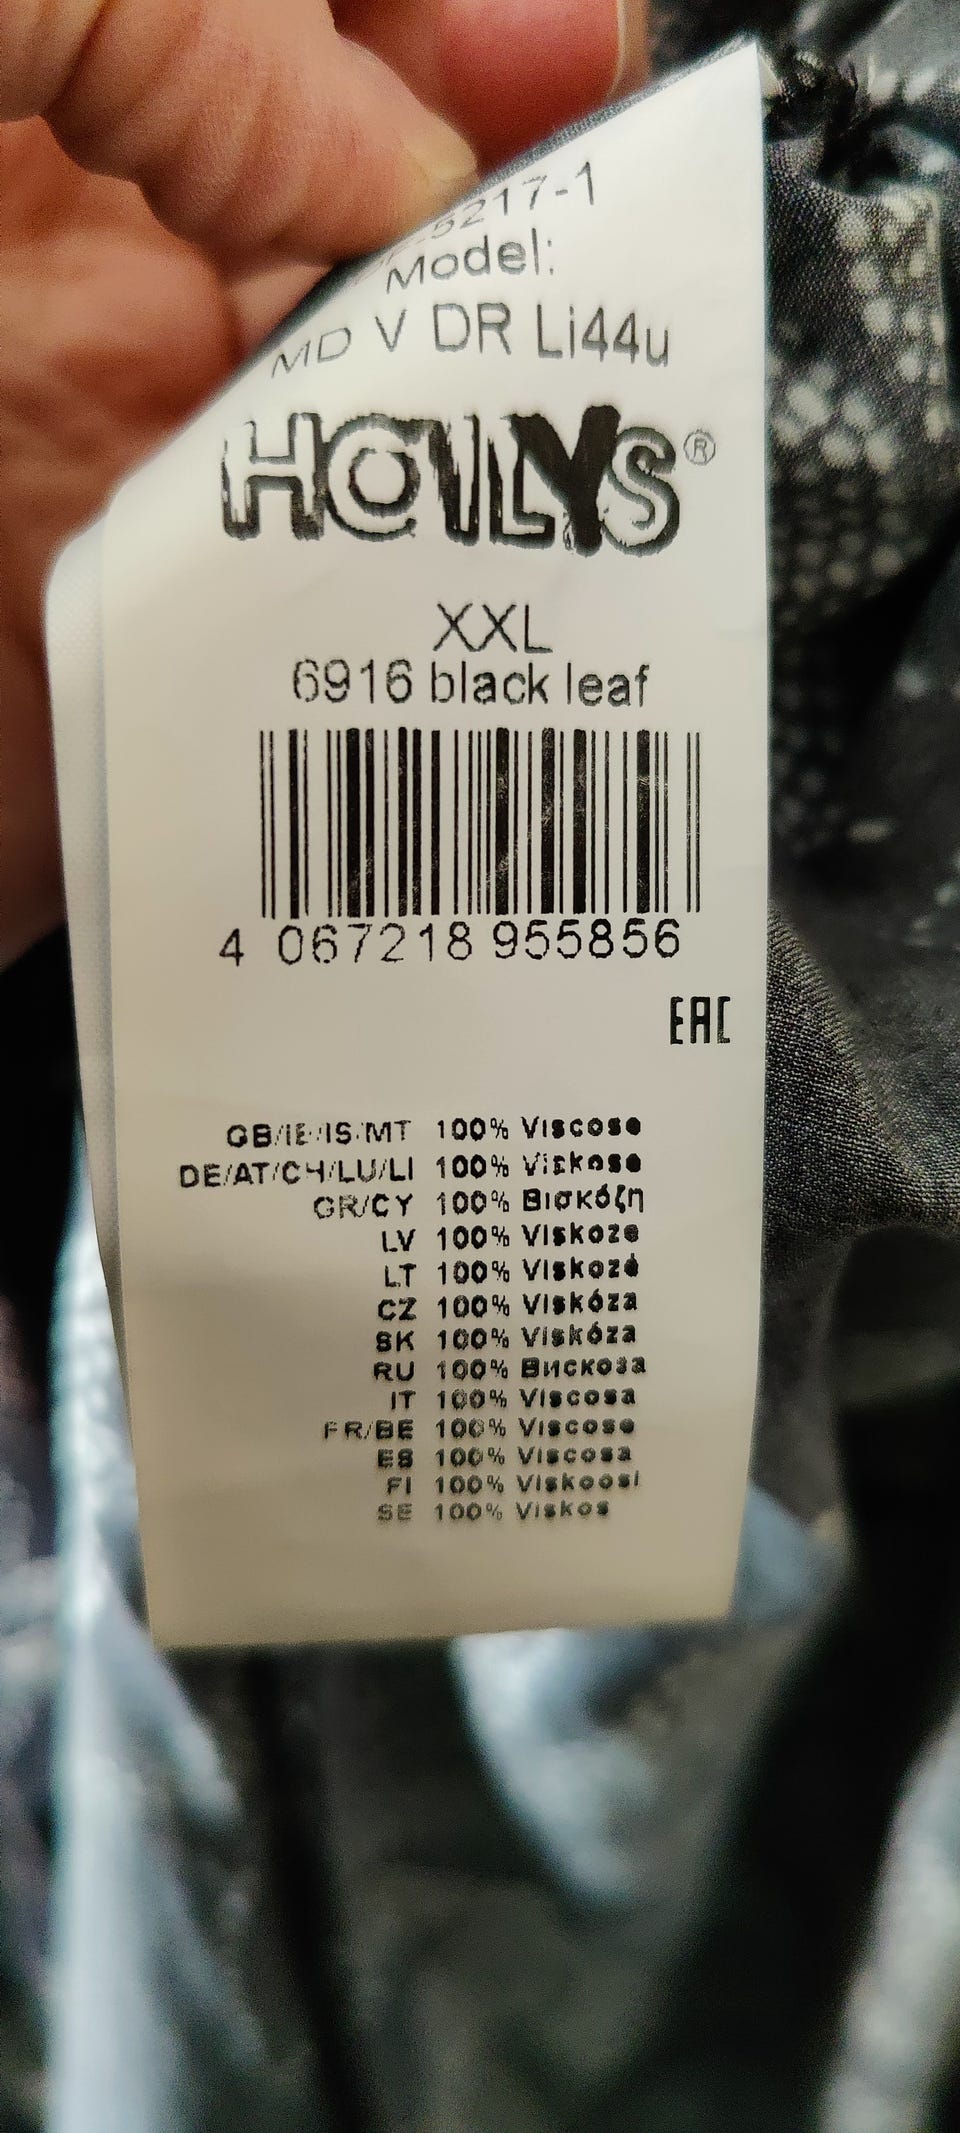 5217-1
Model:
MD V DR Li44u
HOLLYS®
XXL
6916 black leaf
4 067218 955856
EAC
GB/IE/IS/MT 100% Viscose
DE/AT/CH/LU/LI 100% Viskose
GR/CY 100% Βισκόζη
LV 100% Viskoze
LT 100% Viskozė
CZ 100% Viskóza
SK 100% Viskóza
RU 100% Вискоза
IT 100% Viscosa
FR/BE 100% Viscose
ES 100% Viscosa
FI 100% Viskoosi
SE 100% Viskos